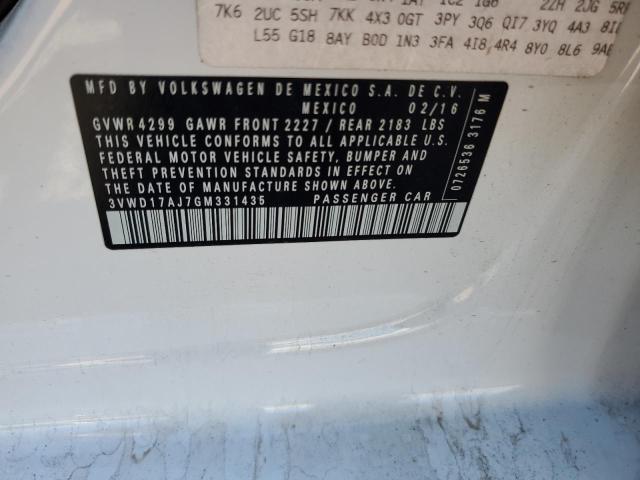 7K6 2UC 5SH 7KK 4X3 0GT 3PY 3Q6 QI7 3YQ 4A3
L55 G18 8AY B0D 1N3 3FA 4I8,4R4 8Y0 8L6
MFD BY VOLKSWAGEN DE MEXICO S.A. DE C.V.
MEXICO 02/16
GVWR 4299 GAWR FRONT 2227 / REAR 2183 LBS
THIS VEHICLE CONFORMS TO ALL APPLICABLE U.S.
FEDERAL MOTOR VEHICLE SAFETY, BUMPER AND
THEFT PREVENTION STANDARDS IN EFFECT ON
THE DATE OF MANUFACTURE SHOWN ABOVE.
3VWD17AJ7GM331435 PASSENGER CAR
0726536 3176 M